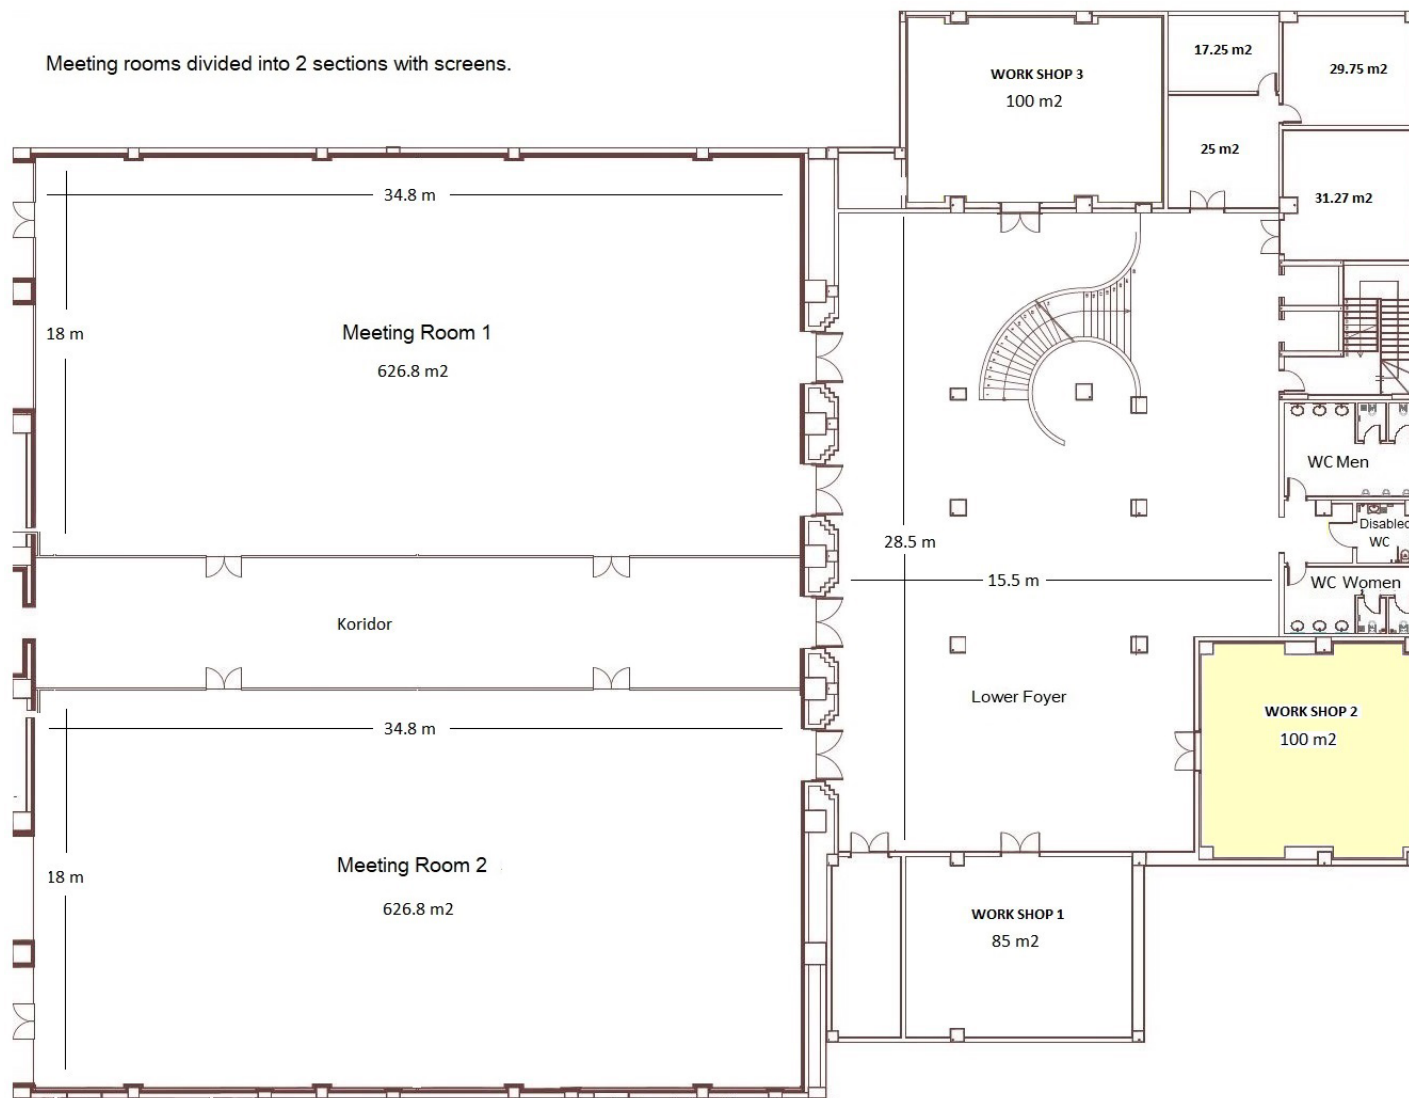 Meeting rooms divided into 2 sections with screens.
WORK SHOP 3
100 m2
17.25 m2
29.75 m2
25 m2
31.27 m2
34.8 m
18 m
Meeting Room 1
626.8 m2
WC Men
Disabled
WC
WC Women
28.5 m
15.5 m
Koridor
Lower Foyer
WORK SHOP 2
100 m2
34.8 m
18 m
Meeting Room 2
626.8 m2
WORK SHOP 1
85 m2